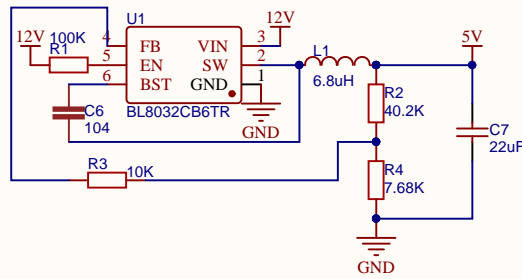 U1
12V
100K
R1
4
5
6
FB
EN
BST
VIN
SW
GND
3
2
1
12V
BL8032CB6TR
GND
L1
6.8uH
5V
C6
104
R2
40.2K
C7
22uF
R3
10K
R4
7.68K
GND